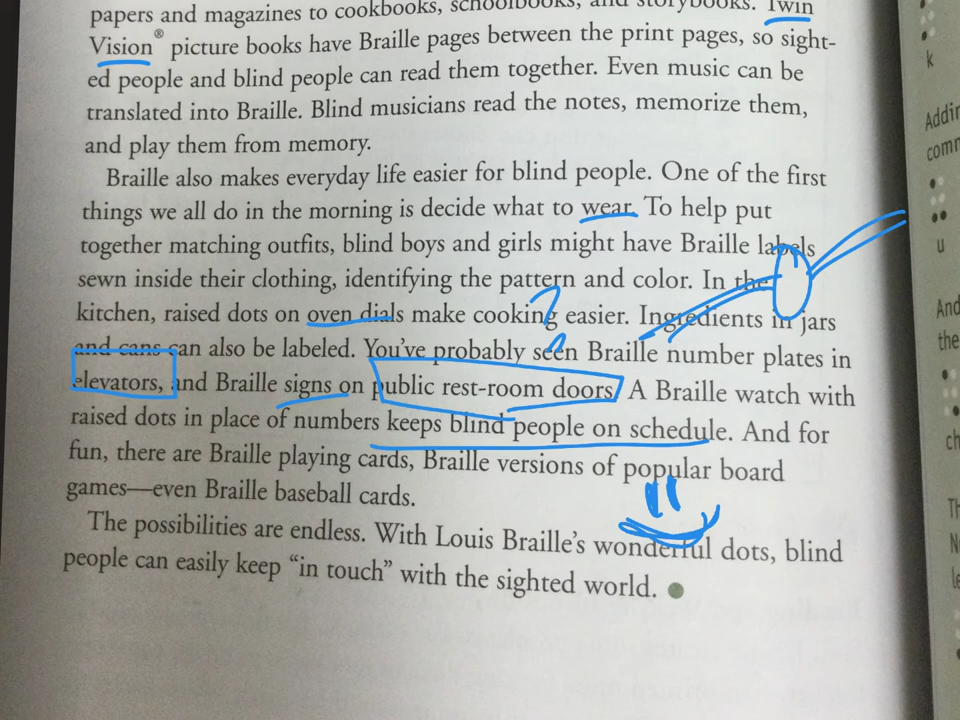 papers and magazines to cookbooks, schoolbooks, and storybooks. Twin
Vision® picture books have Braille pages between the print pages, so sight-
ed people and blind people can read them together. Even music can be
translated into Braille. Blind musicians read the notes, memorize them,
and play them from memory.
Braille also makes everyday life easier for blind people. One of the first
things we all do in the morning is decide what to wear. To help put
together matching outfits, blind boys and girls might have Braille labels
sewn inside their clothing, identifying the pattern and color. In the
kitchen, raised dots on oven dials make cooking easier. Ingredients in jars
and cans can also be labeled. You've probably seen Braille number plates in
elevators, and Braille signs on public rest-room doors. A Braille watch with
raised dots in place of numbers keeps blind people on schedule. And for
fun, there are Braille playing cards, Braille versions of popular board
games—even Braille baseball cards.
The possibilities are endless. With Louis Braille's wonderful dots, blind
people can easily keep "in touch" with the sighted world.
?
k
u
And
the
ch